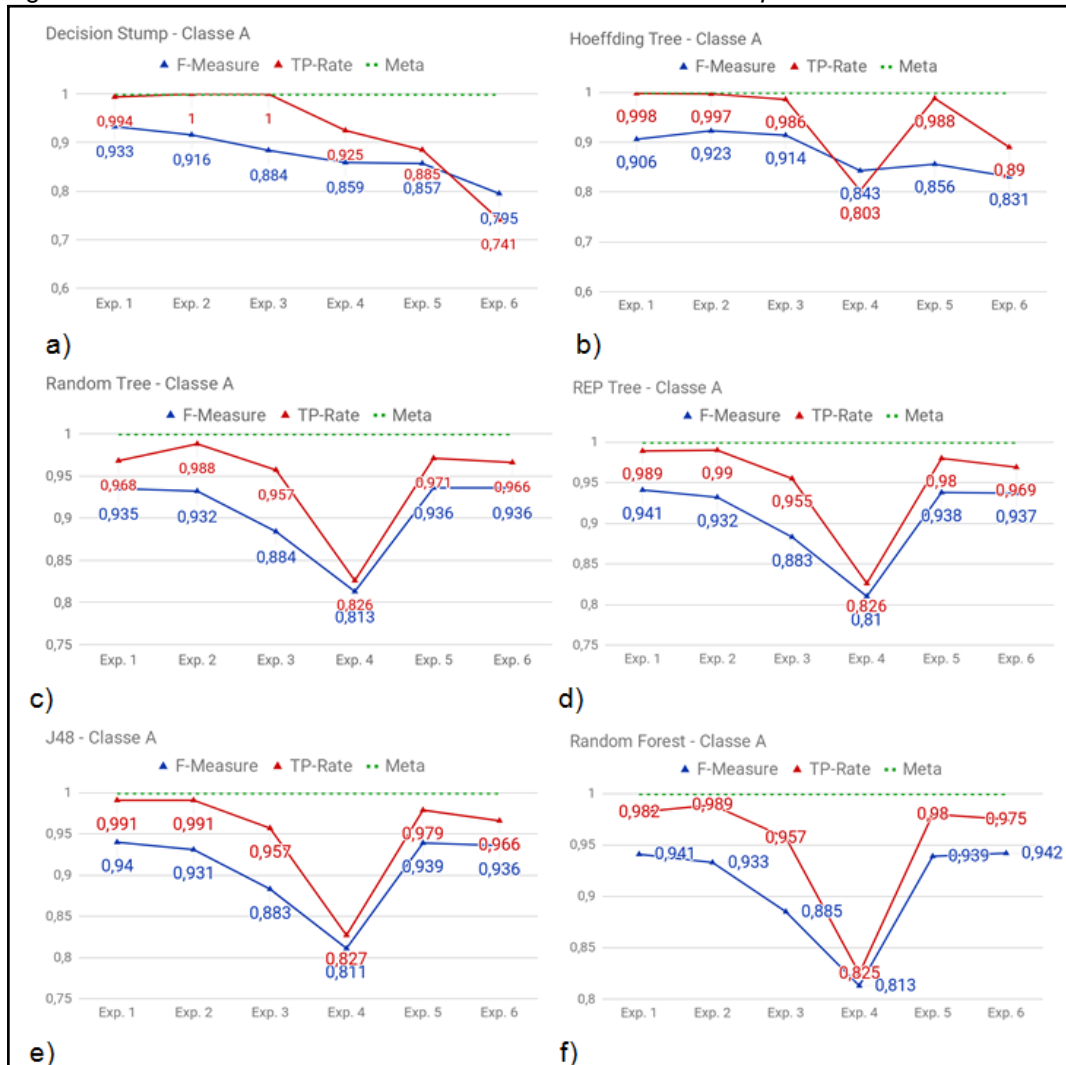 Decision Stump - Classe A
F-Measure TP-Rate Meta
1
0,9
0,8
0,7
0,6
0,994 1 1 0,925 0,885 0,741
0,933 0,916 0,884 0,859 0,857 0,795
Exp. 1 Exp. 2 Exp. 3 Exp. 4 Exp. 5 Exp. 6
a)
Hoeffding Tree - Classe A
F-Measure TP-Rate Meta
1
0,9
0,8
0,7
0,6
0,998 0,997 0,986 0,803 0,988 0,89
0,906 0,923 0,914 0,843 0,856 0,831
Exp. 1 Exp. 2 Exp. 3 Exp. 4 Exp. 5 Exp. 6
b)
Random Tree - Classe A
F-Measure TP-Rate Meta
1
0,95
0,9
0,85
0,8
0,75
0,968 0,988 0,957 0,826 0,971 0,966
0,935 0,932 0,884 0,813 0,936 0,936
Exp. 1 Exp. 2 Exp. 3 Exp. 4 Exp. 5 Exp. 6
c)
REP Tree - Classe A
F-Measure TP-Rate Meta
1
0,95
0,9
0,85
0,8
0,75
0,989 0,99 0,955 0,826 0,98 0,969
0,941 0,932 0,883 0,81 0,938 0,937
Exp. 1 Exp. 2 Exp. 3 Exp. 4 Exp. 5 Exp. 6
d)
J48 - Classe A
F-Measure TP-Rate Meta
1
0,95
0,9
0,85
0,8
0,75
0,991 0,991 0,957 0,827 0,979 0,966
0,94 0,931 0,883 0,811 0,939 0,936
Exp. 1 Exp. 2 Exp. 3 Exp. 4 Exp. 5 Exp. 6
e)
Random Forest - Classe A
F-Measure TP-Rate Meta
1
0,95
0,9
0,85
0,8
0,982 0,989 0,957 0,825 0,98 0,975
0,941 0,933 0,885 0,813 0,939 0,942
Exp. 1 Exp. 2 Exp. 3 Exp. 4 Exp. 5 Exp. 6
f)